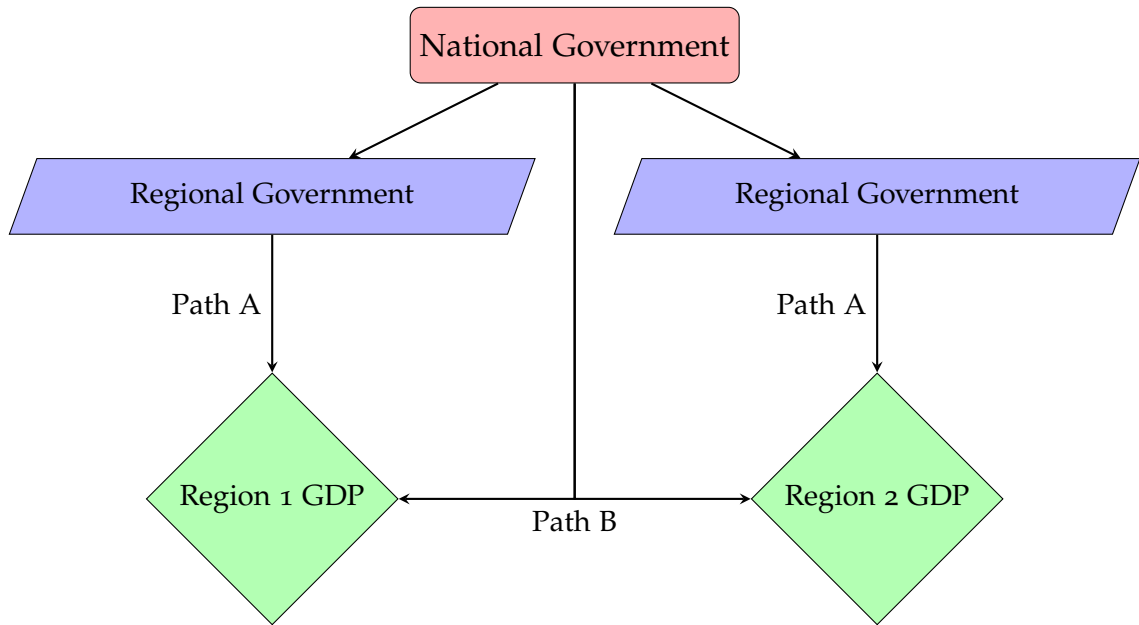 National Government
Regional Government
Regional Government
Path A
Path A
Region 1 GDP
Region 2 GDP
Path B